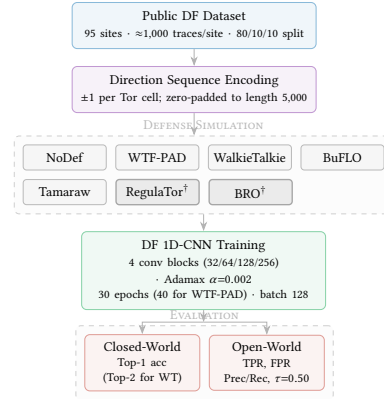 Public DF Dataset
95 sites · ≈1,000 traces/site · 80/10/10 split
Direction Sequence Encoding
±1 per Tor cell; zero-padded to length 5,000
Defense Simulation
NoDef
WTF-PAD
WalkieTalkie
BuFLO
Tamaraw
RegulaTor†
BRO†
DF 1D-CNN Training
4 conv blocks (32/64/128/256)
· Adamax α=0.002
30 epochs (40 for WTF-PAD) · batch 128
Evaluation
Closed-World
Top-1 acc
(Top-2 for WT)
Open-World
TPR, FPR
Prec/Rec, τ=0.50